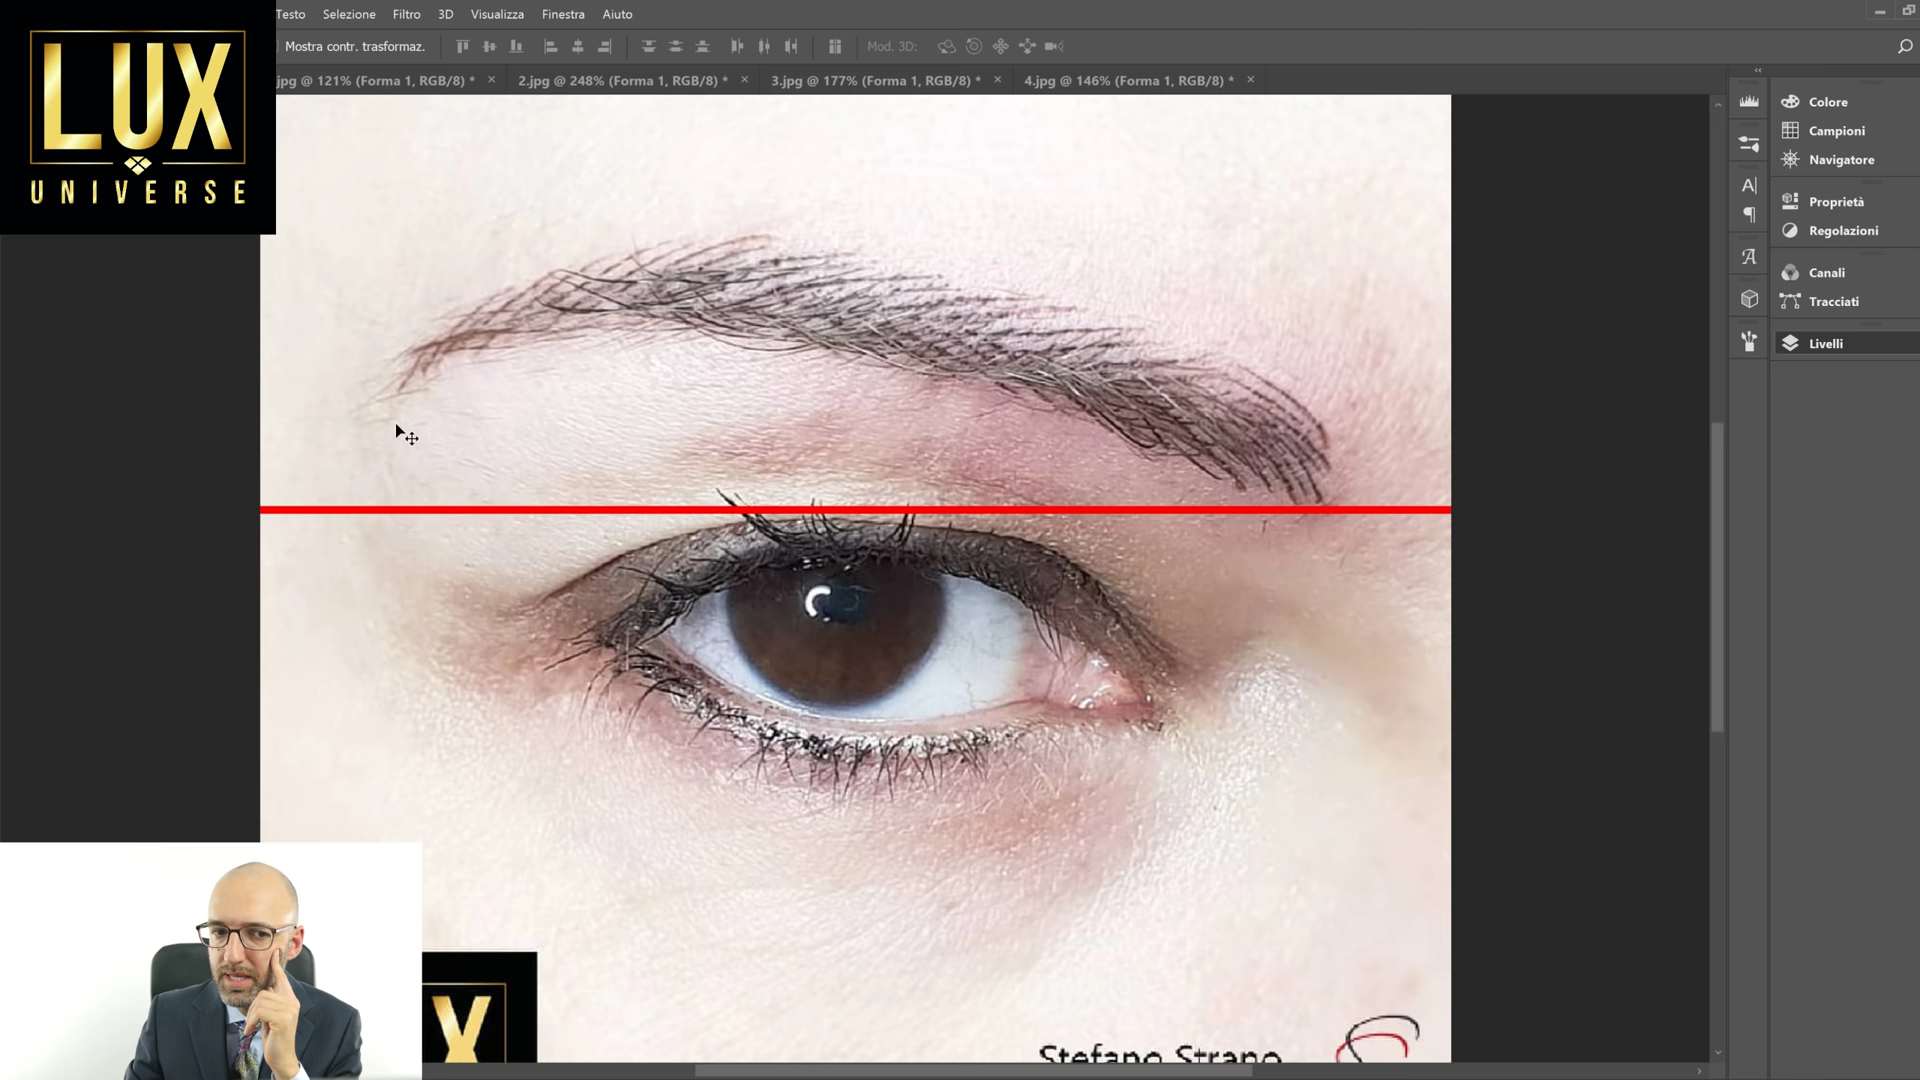 LUX
UNIVERSE
Testo Selezione Filtro 3D Visualizza Finestra Aiuto
Mostra contr. trasformaz. Mod. 3D:
jpg @ 121% (Forma 1, RGB/8) * × 2.jpg @ 248% (Forma 1, RGB/8) * × 3.jpg @ 177% (Forma 1, RGB/8) * × 4.jpg @ 146% (Forma 1, RGB/8) * ×
Colore
Campioni
Navigatore
Proprietà
Regolazioni
Canali
Tracciati
Livelli
X
Stefano Strano